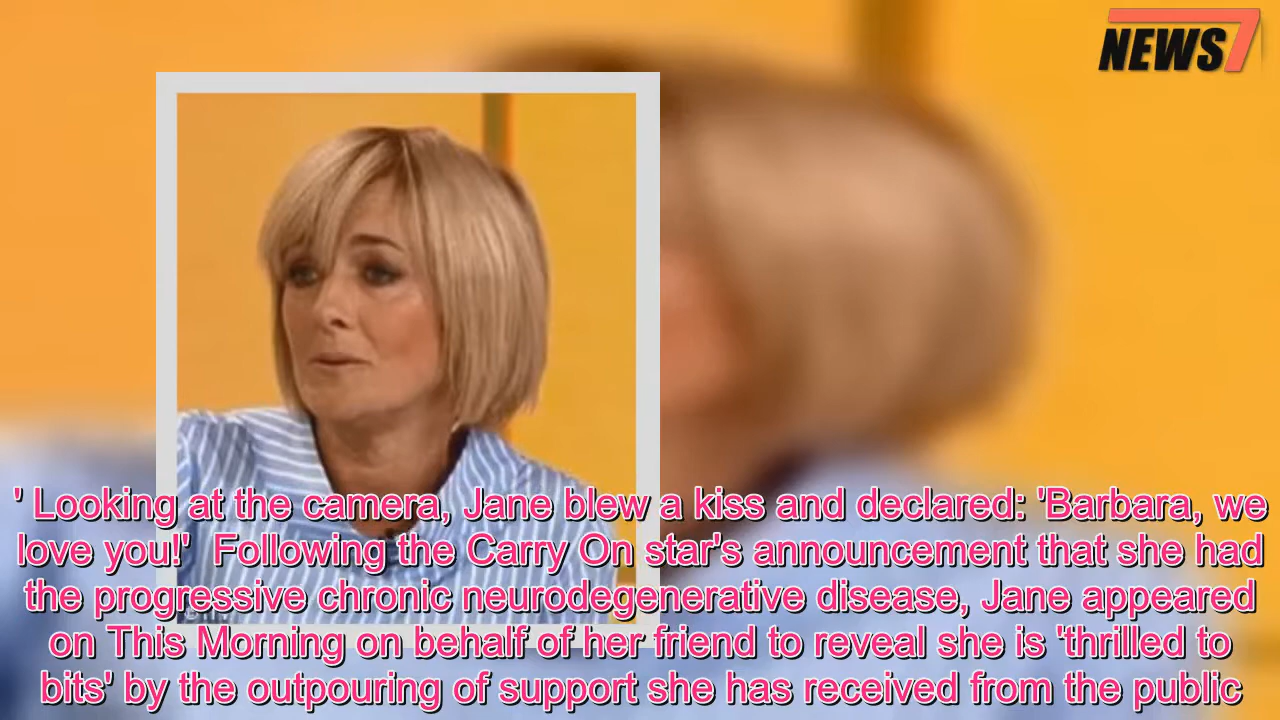 NEWS7
' Looking at the camera, Jane blew a kiss and declared: 'Barbara, we
love you!'  Following the Carry On star's announcement that she had
the progressive chronic neurodegenerative disease, Jane appeared
on This Morning on behalf of her friend to reveal she is 'thrilled to
bits' by the outpouring of support she has received from the public